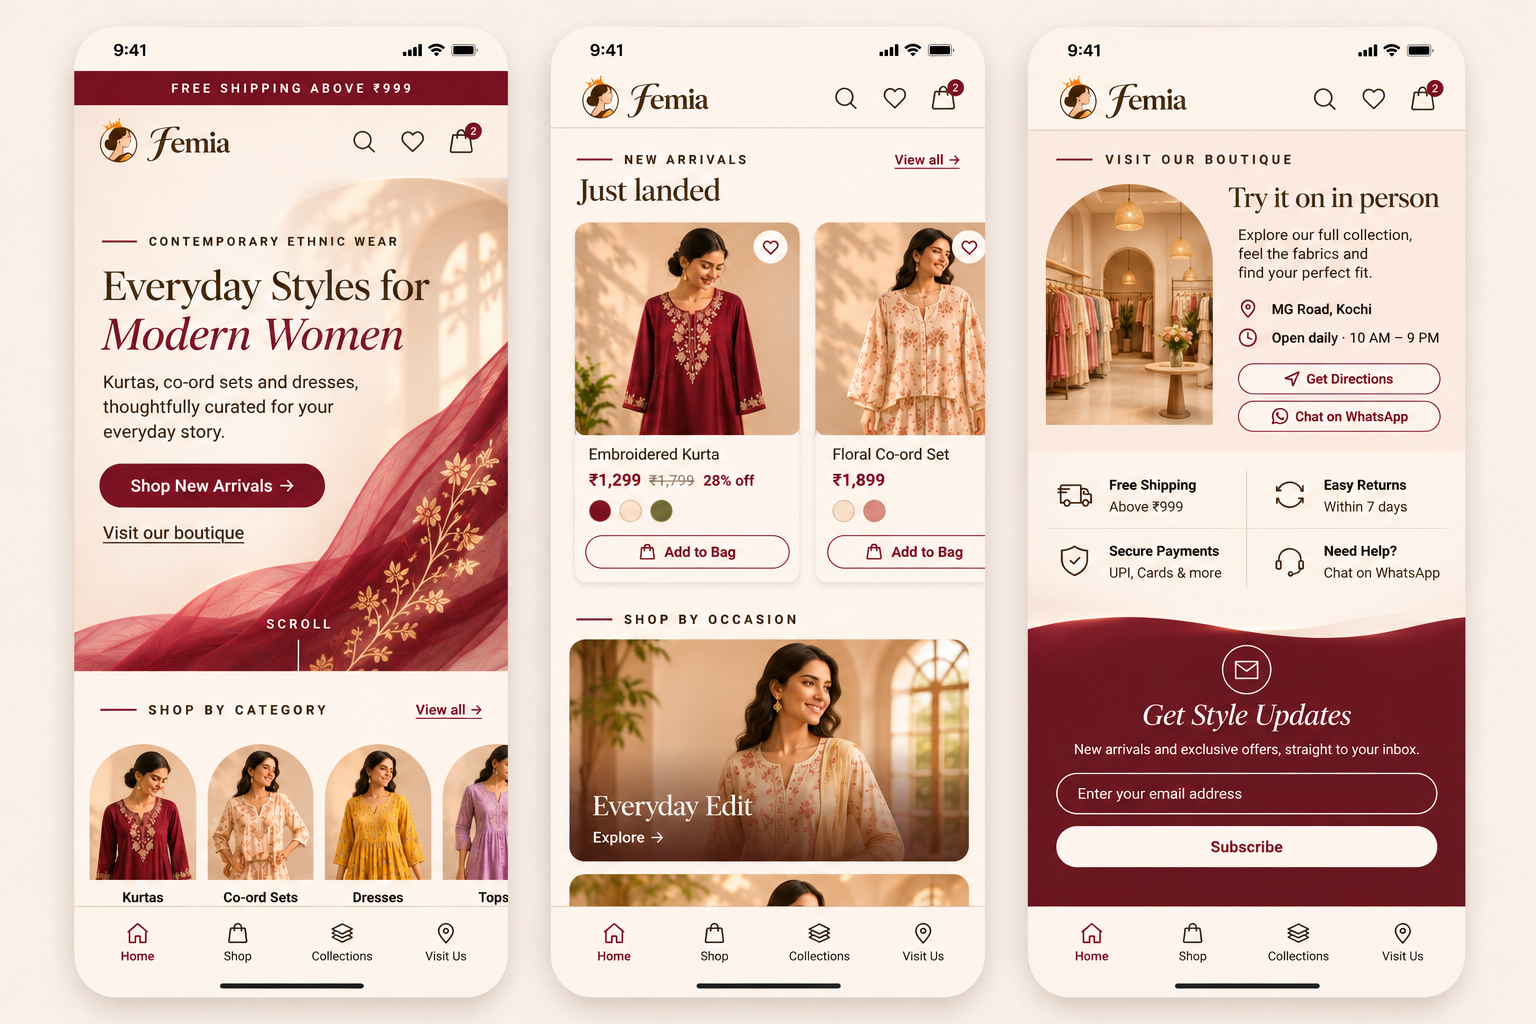 9:41
FREE SHIPPING ABOVE ₹999
Femia
2
CONTEMPORARY ETHNIC WEAR
Everyday Styles for
Modern Women
Kurtas, co-ord sets and dresses,
thoughtfully curated for your
everyday story.
Shop New Arrivals →
Visit our boutique
SCROLL
SHOP BY CATEGORY
View all →
Kurtas
Co-ord Sets
Dresses
Tops
Home
Shop
Collections
Visit Us
9:41
Femia
2
NEW ARRIVALS
View all →
Just landed
Embroidered Kurta
₹1,299 ₹1,799 28% off
Add to Bag
Floral Co-ord Set
₹1,899
Add to Bag
SHOP BY OCCASION
Everyday Edit
Explore →
Home
Shop
Collections
Visit Us
9:41
Femia
2
VISIT OUR BOUTIQUE
Try it on in person
Explore our full collection,
feel the fabrics and
find your perfect fit.
MG Road, Kochi
Open daily · 10 AM – 9 PM
Get Directions
Chat on WhatsApp
Free Shipping
Above ₹999
Easy Returns
Within 7 days
Secure Payments
UPI, Cards & more
Need Help?
Chat on WhatsApp
Get Style Updates
New arrivals and exclusive offers, straight to your inbox.
Enter your email address
Subscribe
Home
Shop
Collections
Visit Us